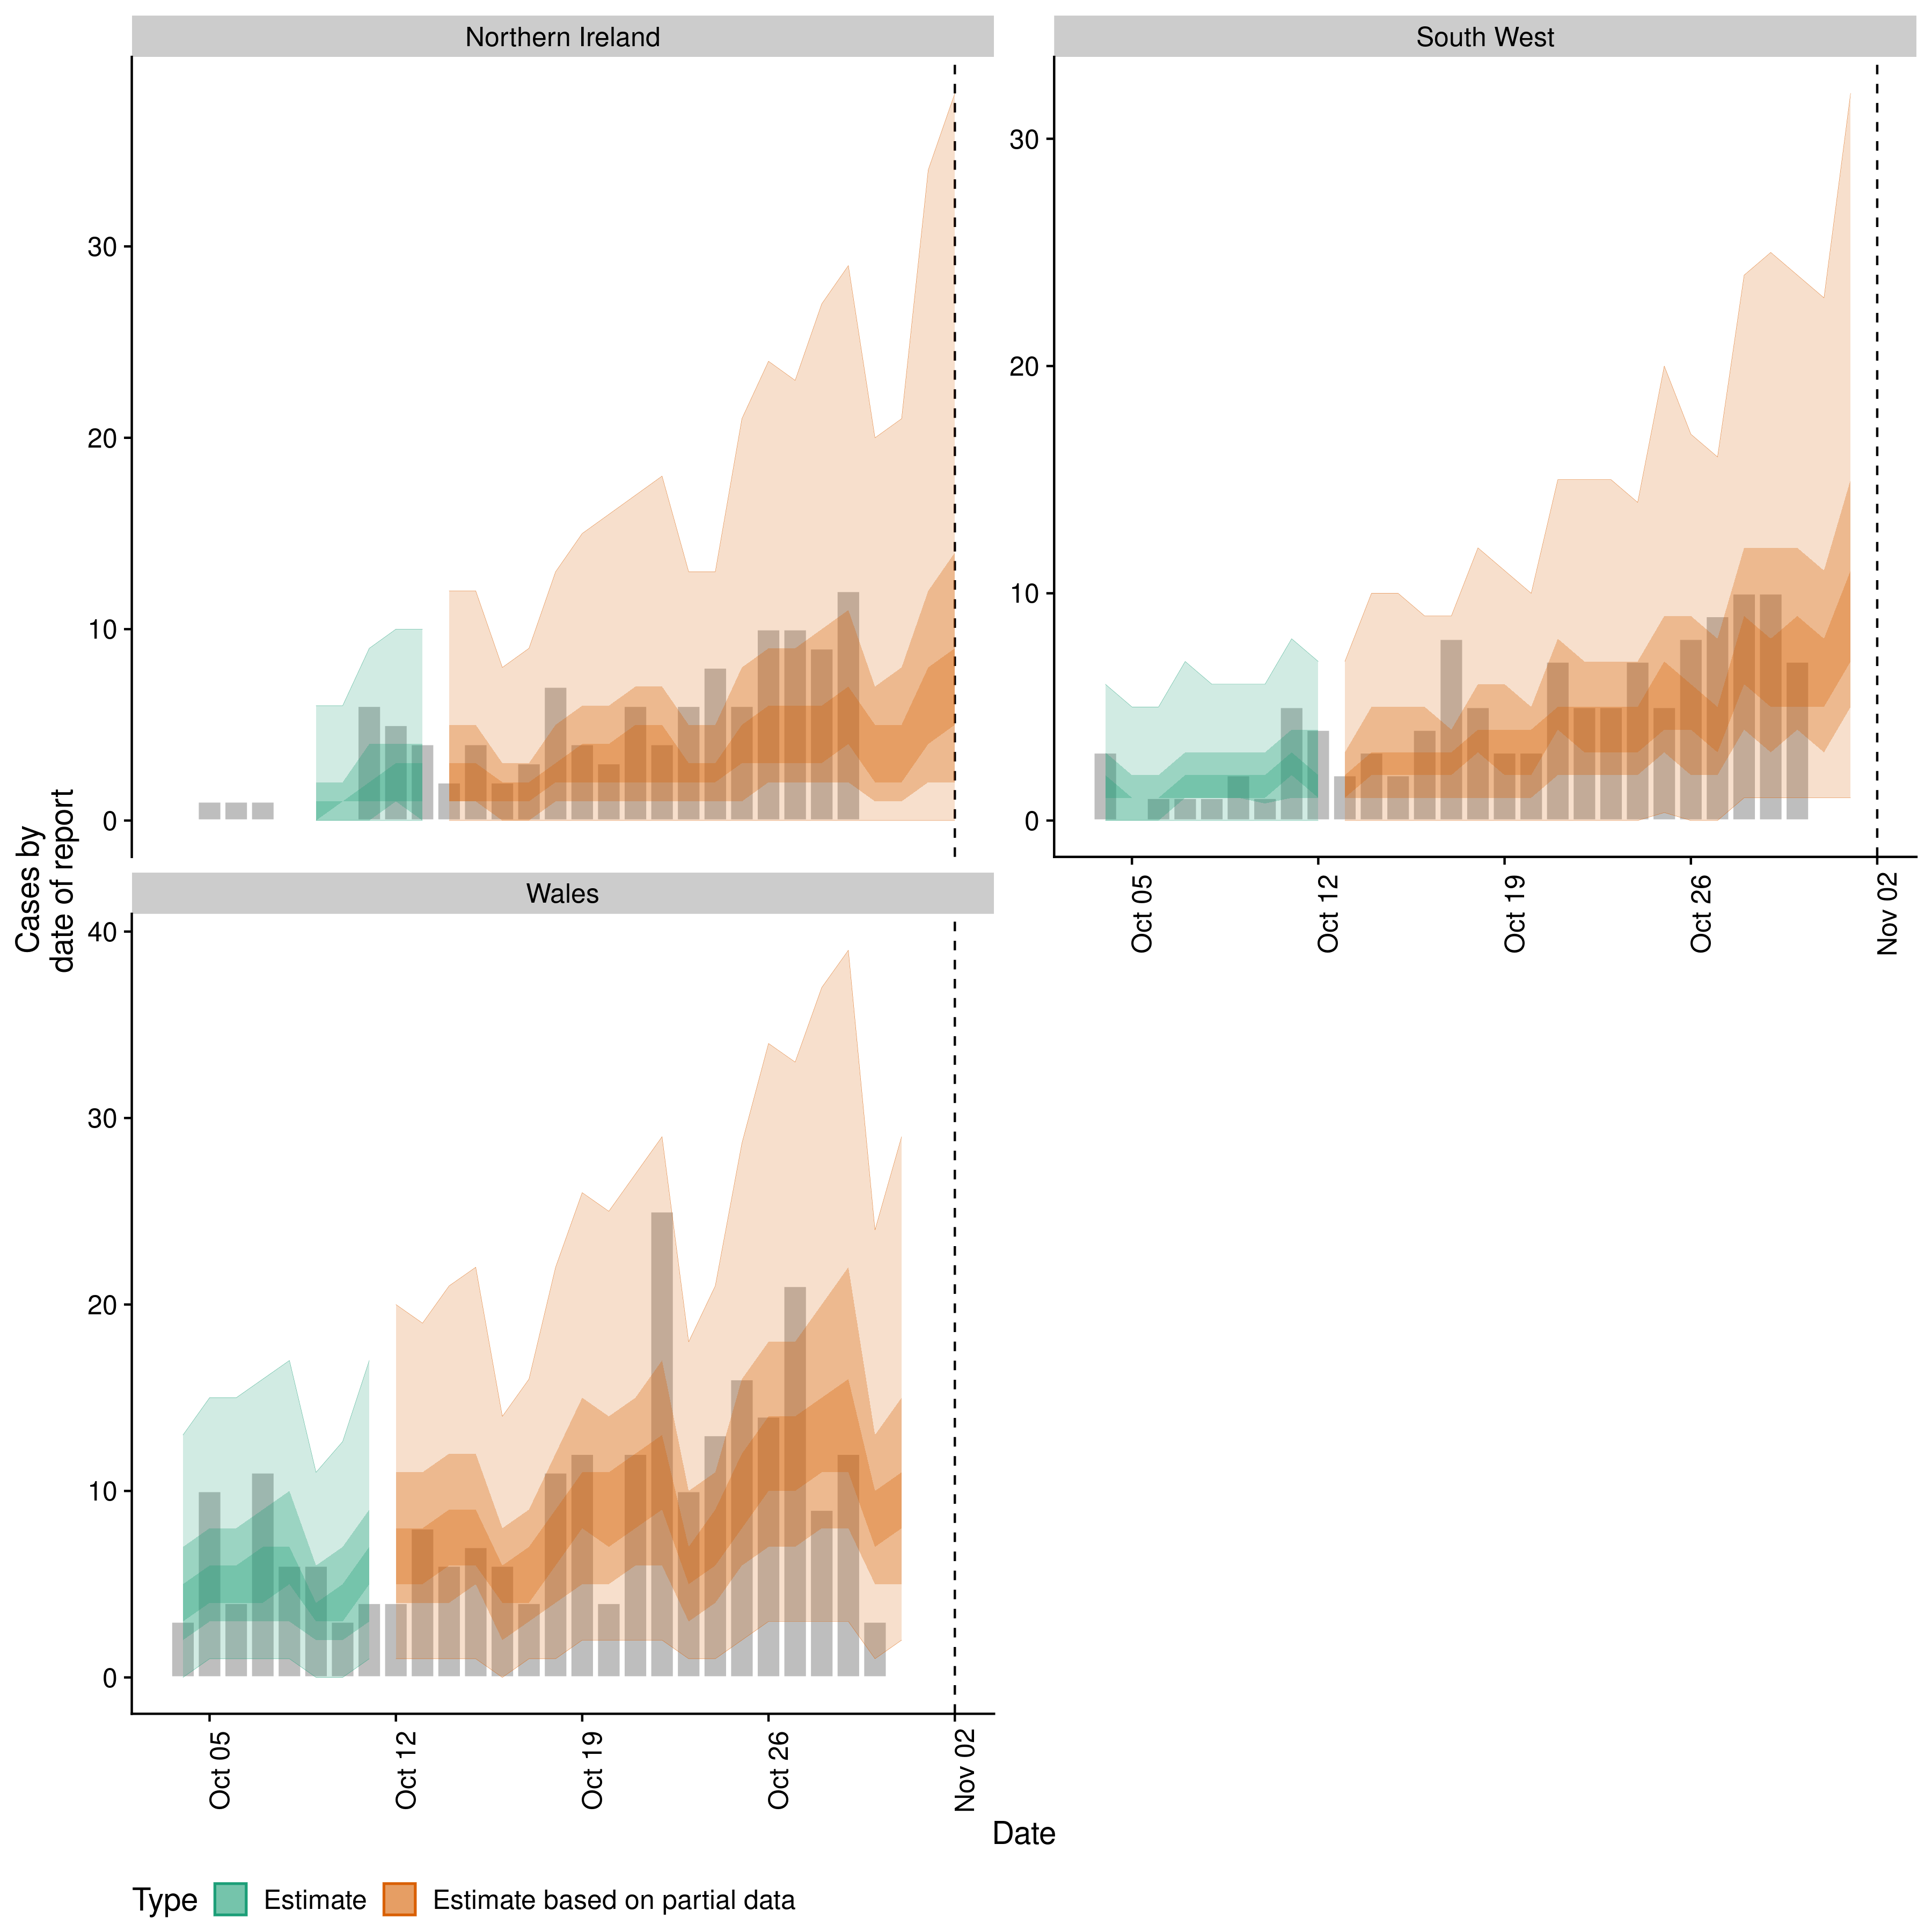 Northern Ireland
South West
30
20
10
0
30
20
10
0
Oct 05
Oct 12
Oct 19
Oct 26
Nov 02
Cases by
date of report
Wales
40
30
20
10
0
Oct 05
Oct 12
Oct 19
Oct 26
Nov 02
Date
Type
Estimate
Estimate based on partial data